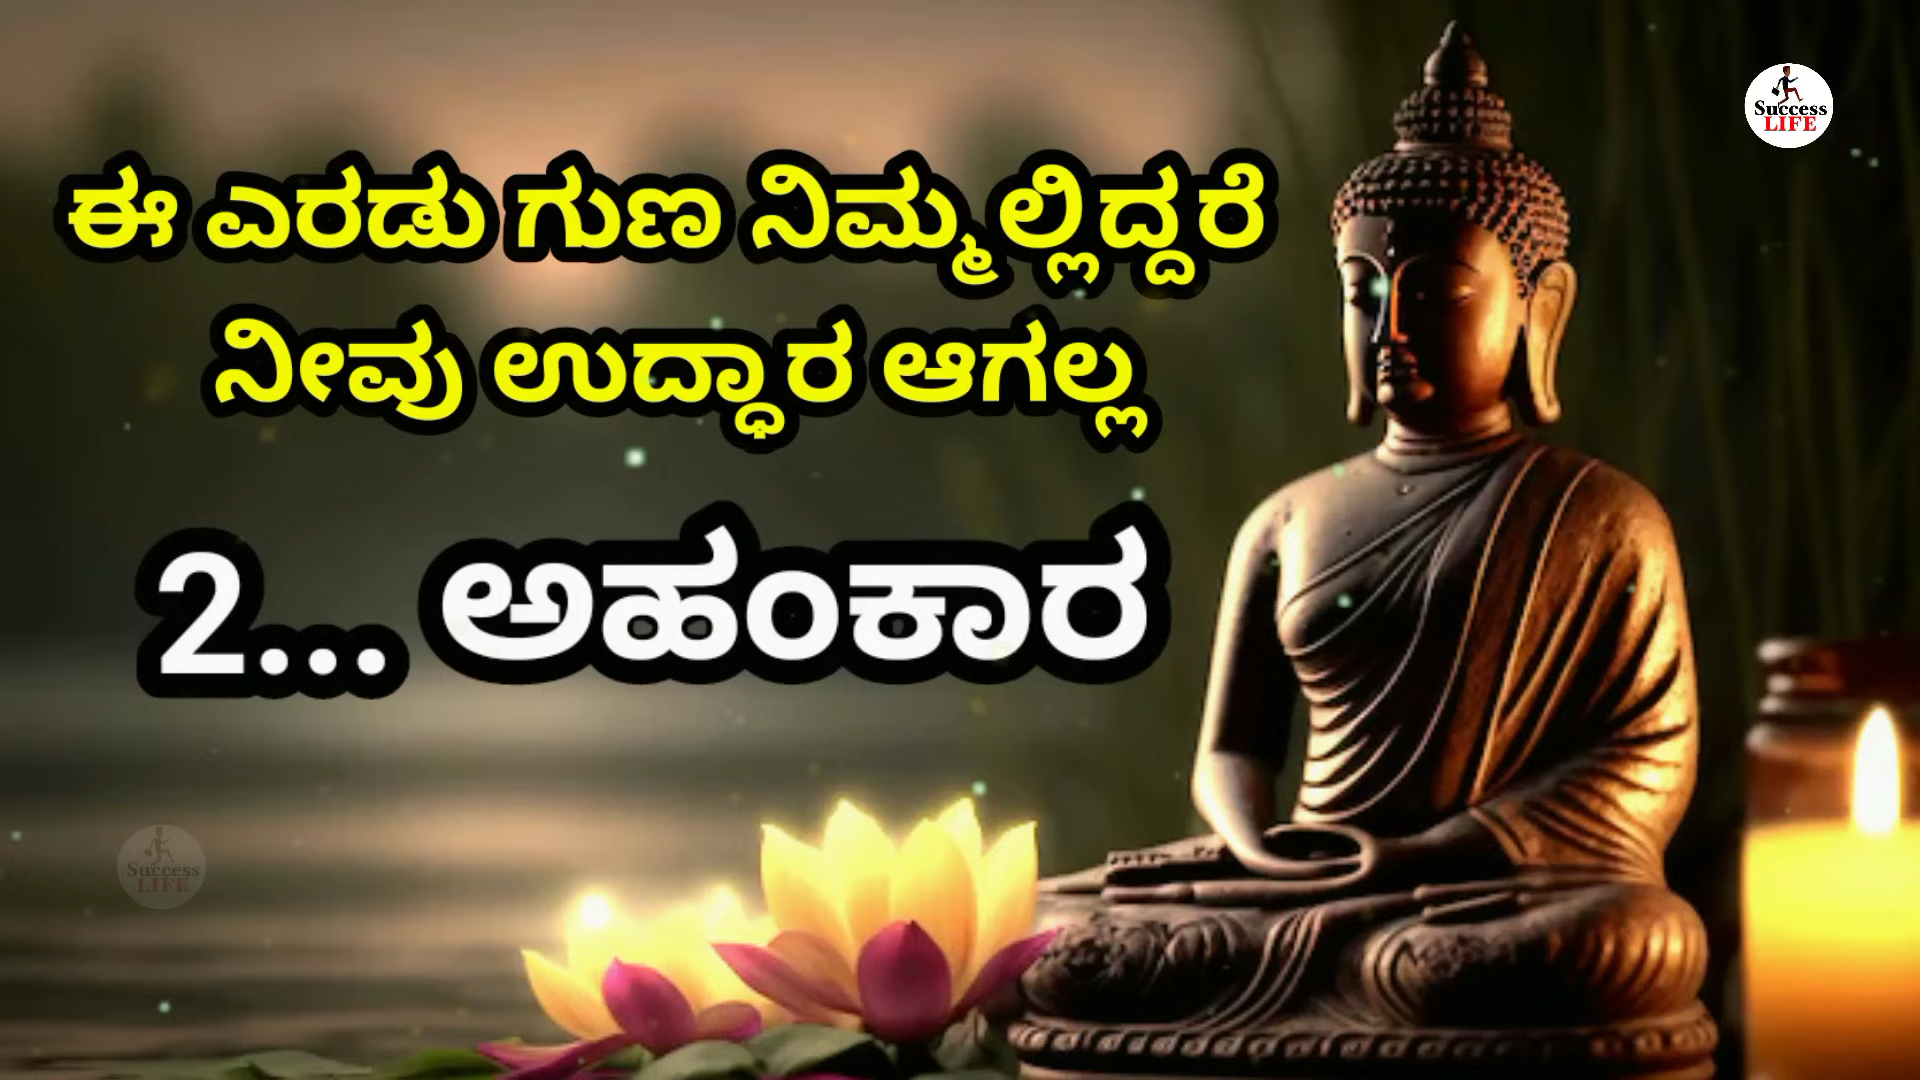 Success
LIFE
ಈ ಎರಡು ಗುಣ ನಿಮ್ಮಲ್ಲಿದ್ದರೆ
ನೀವು ಉದ್ಧಾರ ಆಗಲ್ಲ
2... ಅಹಂಕಾರ
Success
LIFE